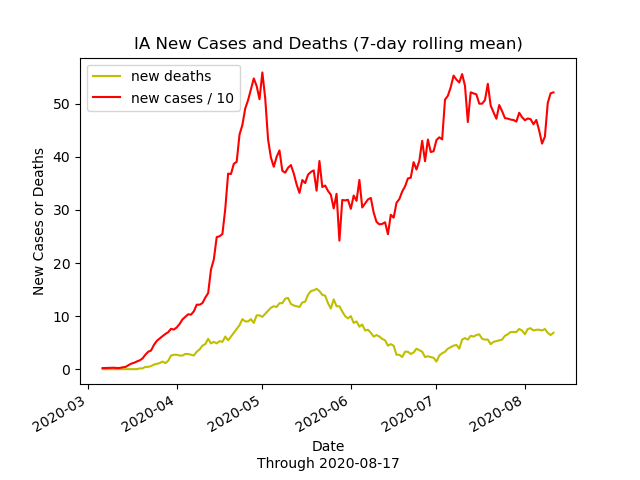 IA New Cases and Deaths (7-day rolling mean)
new deaths
new cases / 10
New Cases or Deaths
50
40
30
20
10
0
2020-03
2020-04
2020-05
2020-06
2020-07
2020-08
Date
Through 2020-08-17